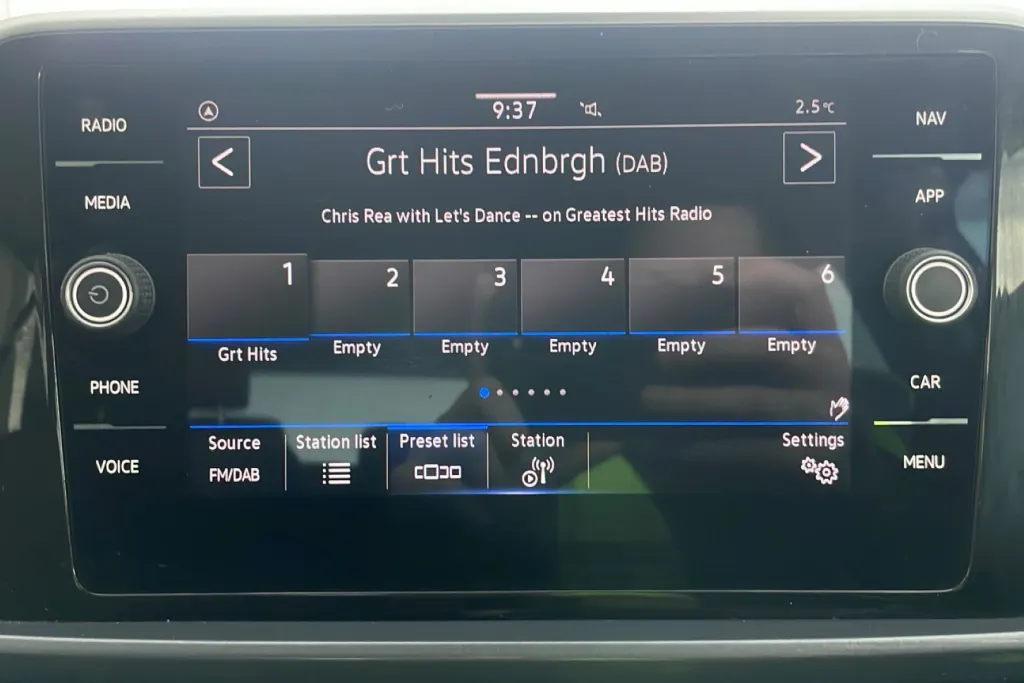 9:37
2.5°C
RADIO
MEDIA
PHONE
VOICE
Grt Hits Ednbrgh (DAB)
Chris Rea with Let's Dance -- on Greatest Hits Radio
1 2 3 4 5 6
Grt Hits Empty Empty Empty Empty Empty
Source Station list Preset list Station Settings
FM/DAB
NAV
APP
CAR
MENU